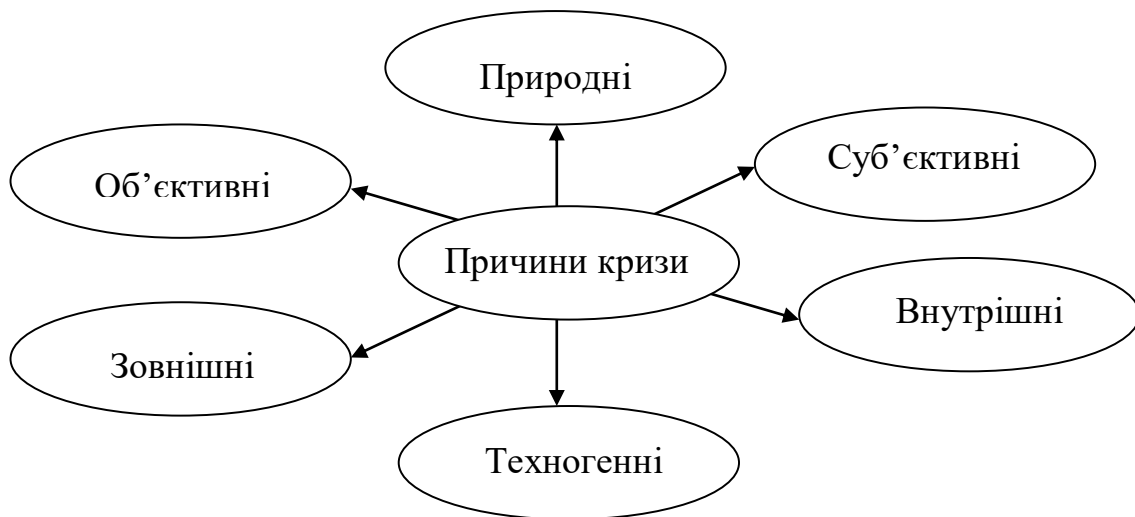 Природні
Суб’єктивні
Об’єктивні
Причини кризи
Внутрішні
Зовнішні
Техногенні